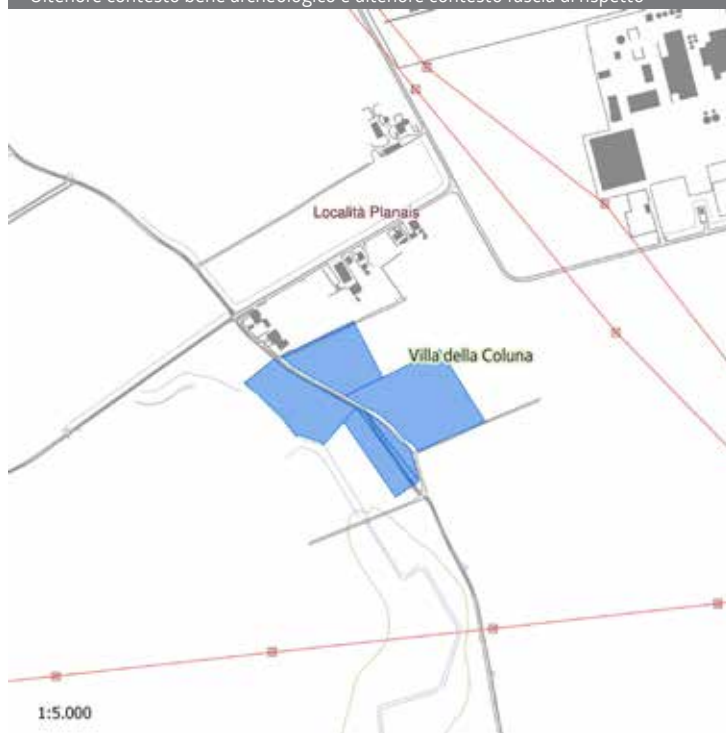 Ulteriore contesto bene archeologico e ulteriore contesto fascia di rispetto
Località Planais
Villa della Coluna
1:5.000